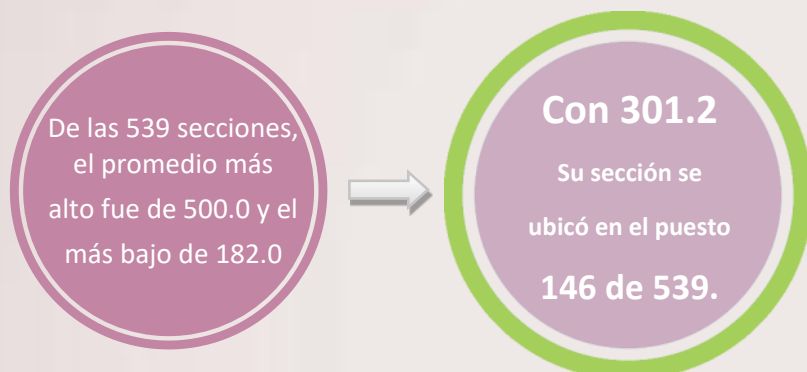 De las 539 secciones,
el promedio más
alto fue de 500.0 y el
más bajo de 182.0
Con 301.2
Su sección se
ubicó en el puesto
146 de 539.